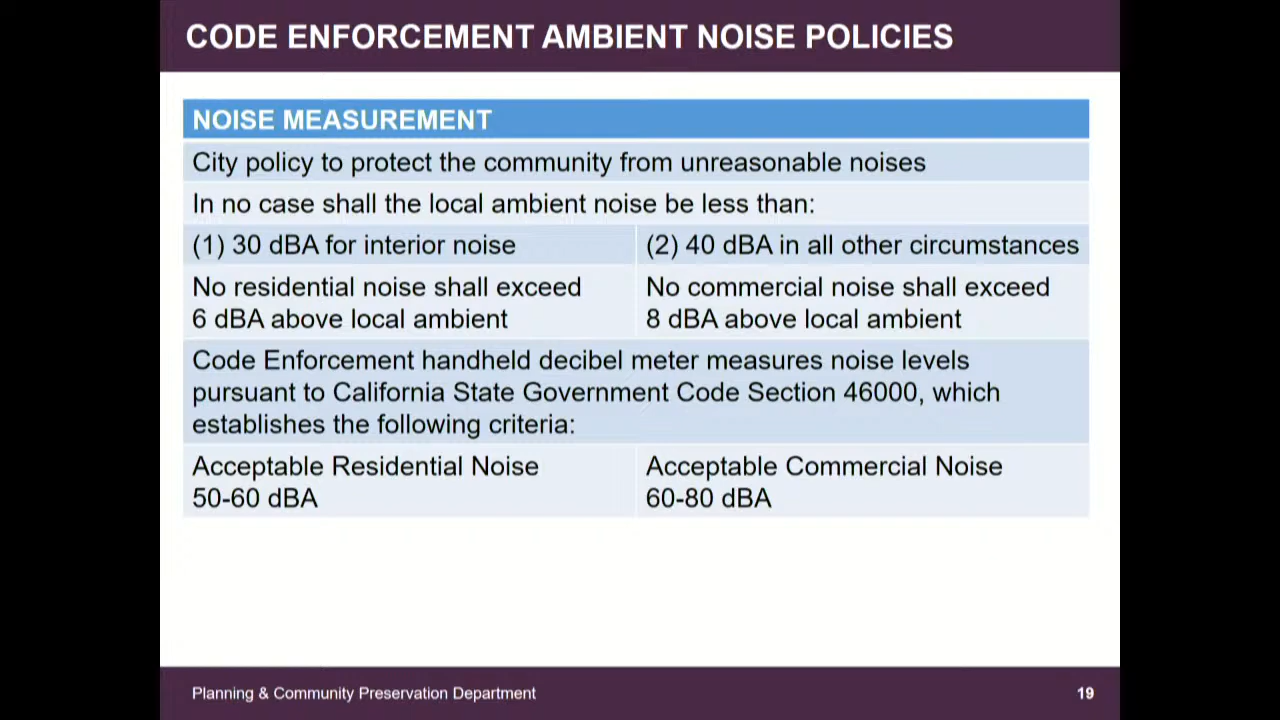 CODE ENFORCEMENT AMBIENT NOISE POLICIES
NOISE MEASUREMENT
City policy to protect the community from unreasonable noises
In no case shall the local ambient noise be less than:
(1) 30 dBA for interior noise
(2) 40 dBA in all other circumstances
No residential noise shall exceed
6 dBA above local ambient
No commercial noise shall exceed
8 dBA above local ambient
Code Enforcement handheld decibel meter measures noise levels
pursuant to California State Government Code Section 46000, which
establishes the following criteria:
Acceptable Residential Noise
50-60 dBA
Acceptable Commercial Noise
60-80 dBA
Planning & Community Preservation Department
19